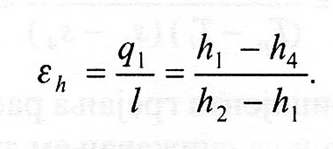 ε_h = q_1 / l = (h_1 − h_4) / (h_2 − h_1).